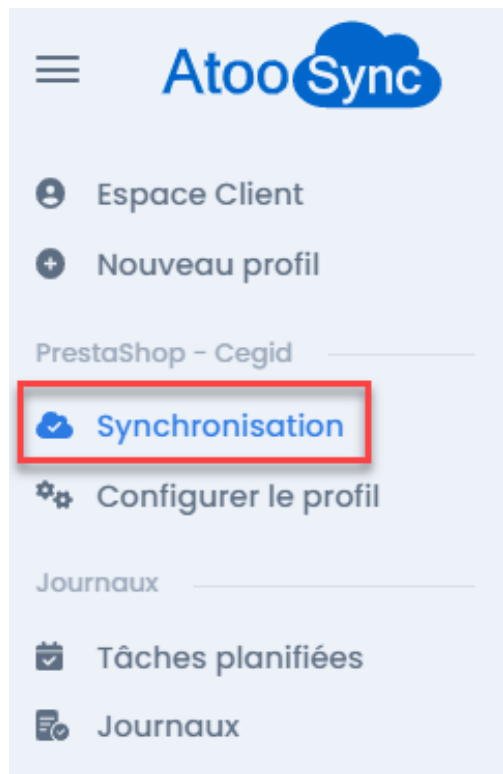 AtooSync
Espace Client
Nouveau profil
PrestaShop - Cegid
Synchronisation
Configurer le profil
Journaux
Tâches planifiées
Journaux